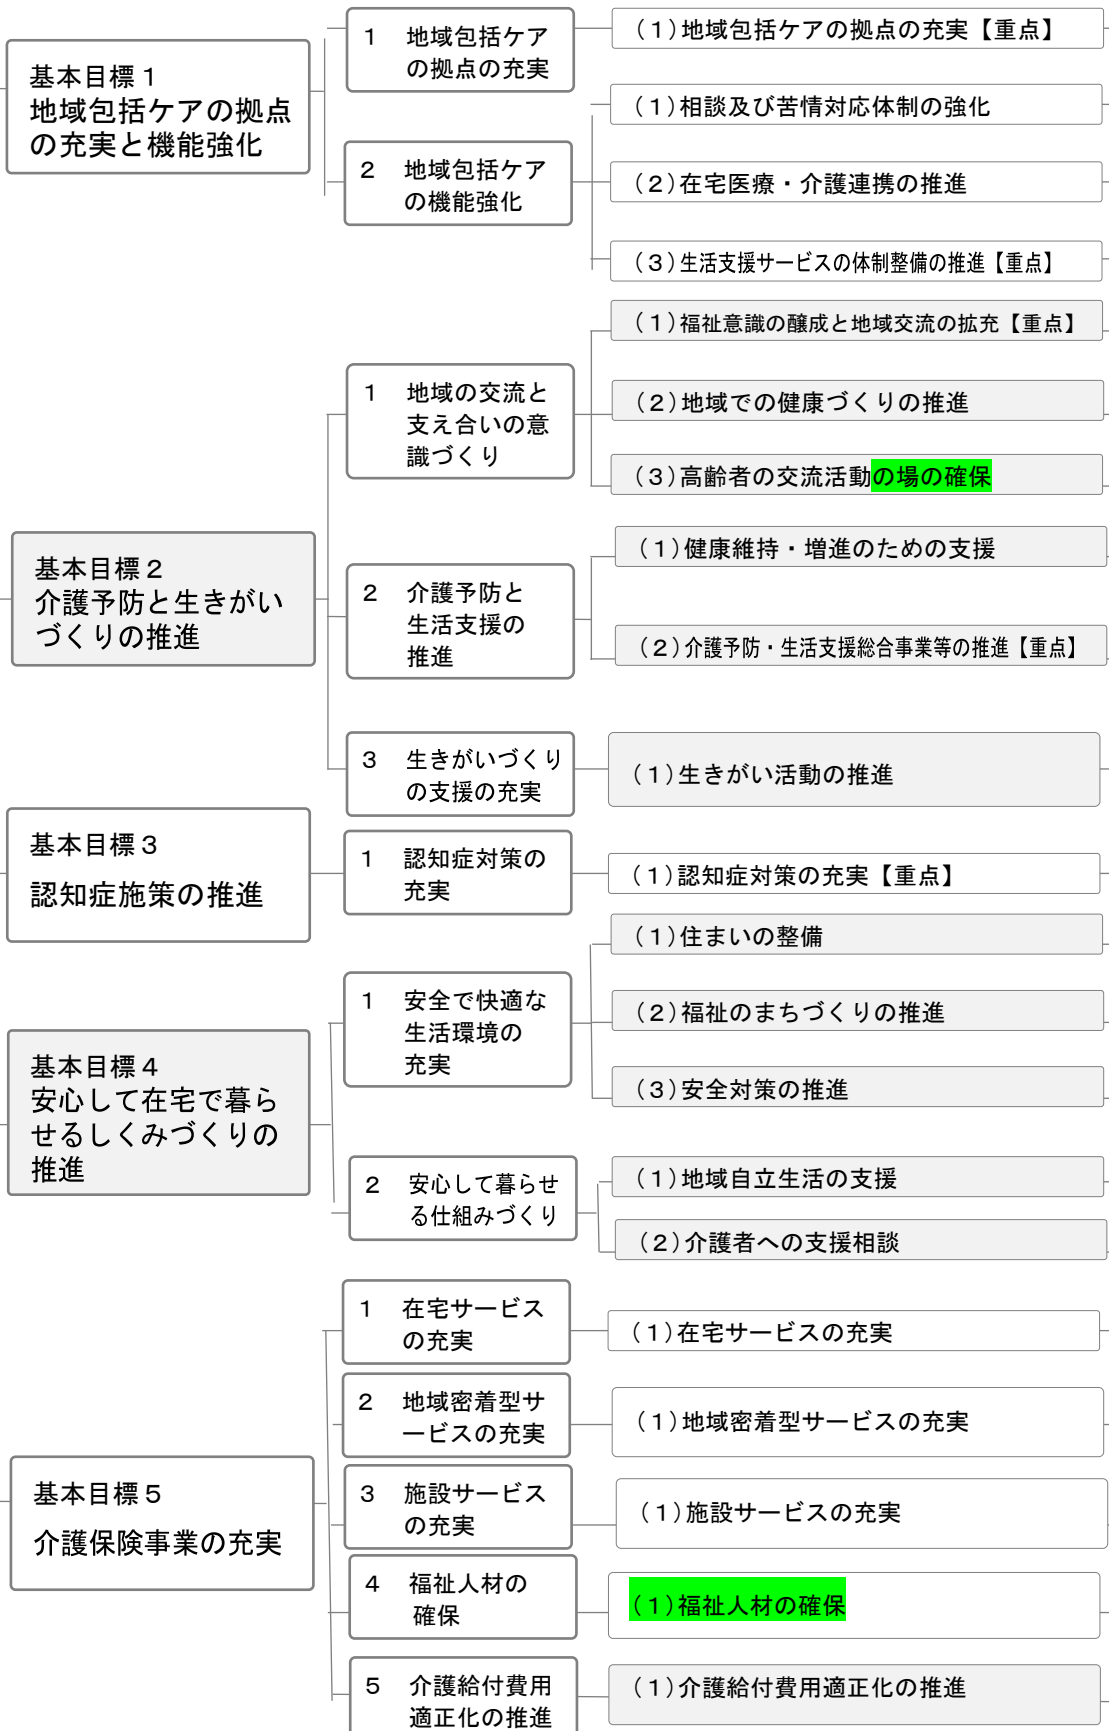 基本目標１
地域包括ケアの拠点
の充実と機能強化
１　地域包括ケア
の拠点の充実
（１）地域包括ケアの拠点の充実【重点】
２　地域包括ケア
の機能強化
（１）相談及び苦情対応体制の強化
（２）在宅医療・介護連携の推進
（３）生活支援サービスの体制整備の推進【重点】
基本目標２
介護予防と生きがい
づくりの推進
１　地域の交流と
支え合いの意
識づくり
（１）福祉意識の醸成と地域交流の拡充【重点】
（２）地域での健康づくりの推進
（３）高齢者の交流活動の場の確保
２　介護予防と
生活支援の
推進
（１）健康維持・増進のための支援
（２）介護予防・生活支援総合事業等の推進【重点】
３　生きがいづくり
の支援の充実
（１）生きがい活動の推進
基本目標３
認知症施策の推進
１　認知症対策の
充実
（１）認知症対策の充実【重点】
基本目標４
安心して在宅で暮ら
せるしくみづくりの
推進
１　安全で快適な
生活環境の
充実
（１）住まいの整備
（２）福祉のまちづくりの推進
（３）安全対策の推進
２　安心して暮らせ
る仕組みづくり
（１）地域自立生活の支援
（２）介護者への支援相談
基本目標５
介護保険事業の充実
１　在宅サービス
の充実
（１）在宅サービスの充実
２　地域密着型サ
ービスの充実
（１）地域密着型サービスの充実
３　施設サービス
の充実
（１）施設サービスの充実
４　福祉人材の
確保
（１）福祉人材の確保
５　介護給付費用
適正化の推進
（１）介護給付費用適正化の推進